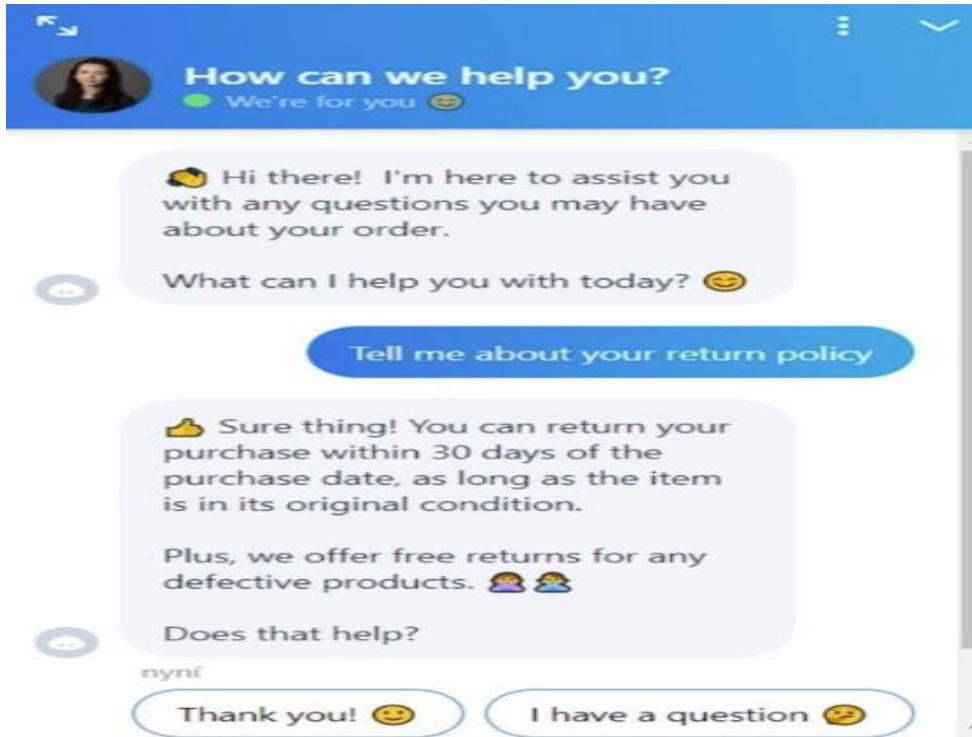 How can we help you?
We're for you 😊
👏 Hi there! I'm here to assist you
with any questions you may have
about your order.
What can I help you with today? 😊
Tell me about your return policy
👍 Sure thing! You can return your
purchase within 30 days of the
purchase date, as long as the item
is in its original condition.
Plus, we offer free returns for any
defective products. 🙇‍♀️ 🙇‍♂️
Does that help?
nyní
Thank you! 🙂
I have a question 🤔